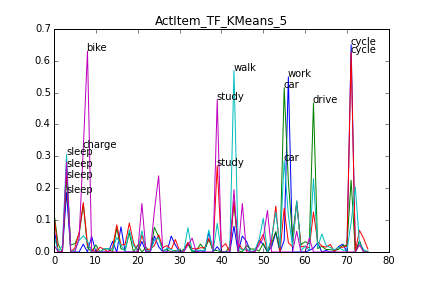 ActItem_TF_KMeans_5
0.7
0.6
0.5
0.4
0.3
0.2
0.1
0.0
0
10
20
30
40
50
60
70
80
bike
charge
sleep
sleep
sleep
sleep
study
study
walk
work
car
car
drive
cycle
cycle